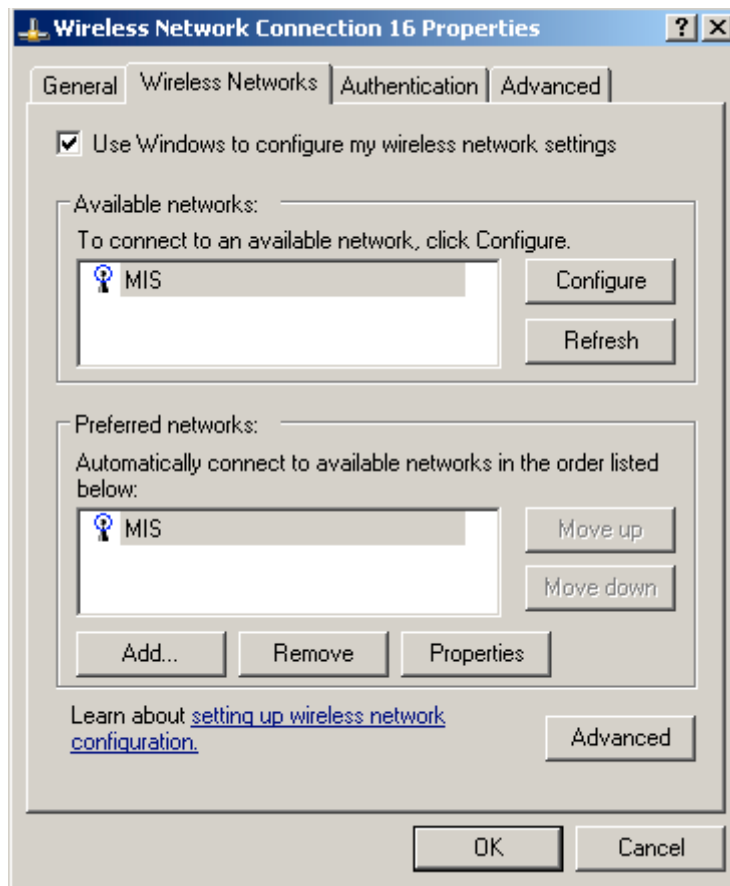 Wireless Network Connection 16 Properties
General Wireless Networks Authentication Advanced
Use Windows to configure my wireless network settings
Available networks:
To connect to an available network, click Configure.
MIS
Configure
Refresh
Preferred networks:
Automatically connect to available networks in the order listed
below:
MIS
Move up
Move down
Add... Remove Properties
Learn about setting up wireless network
configuration.
Advanced
OK Cancel